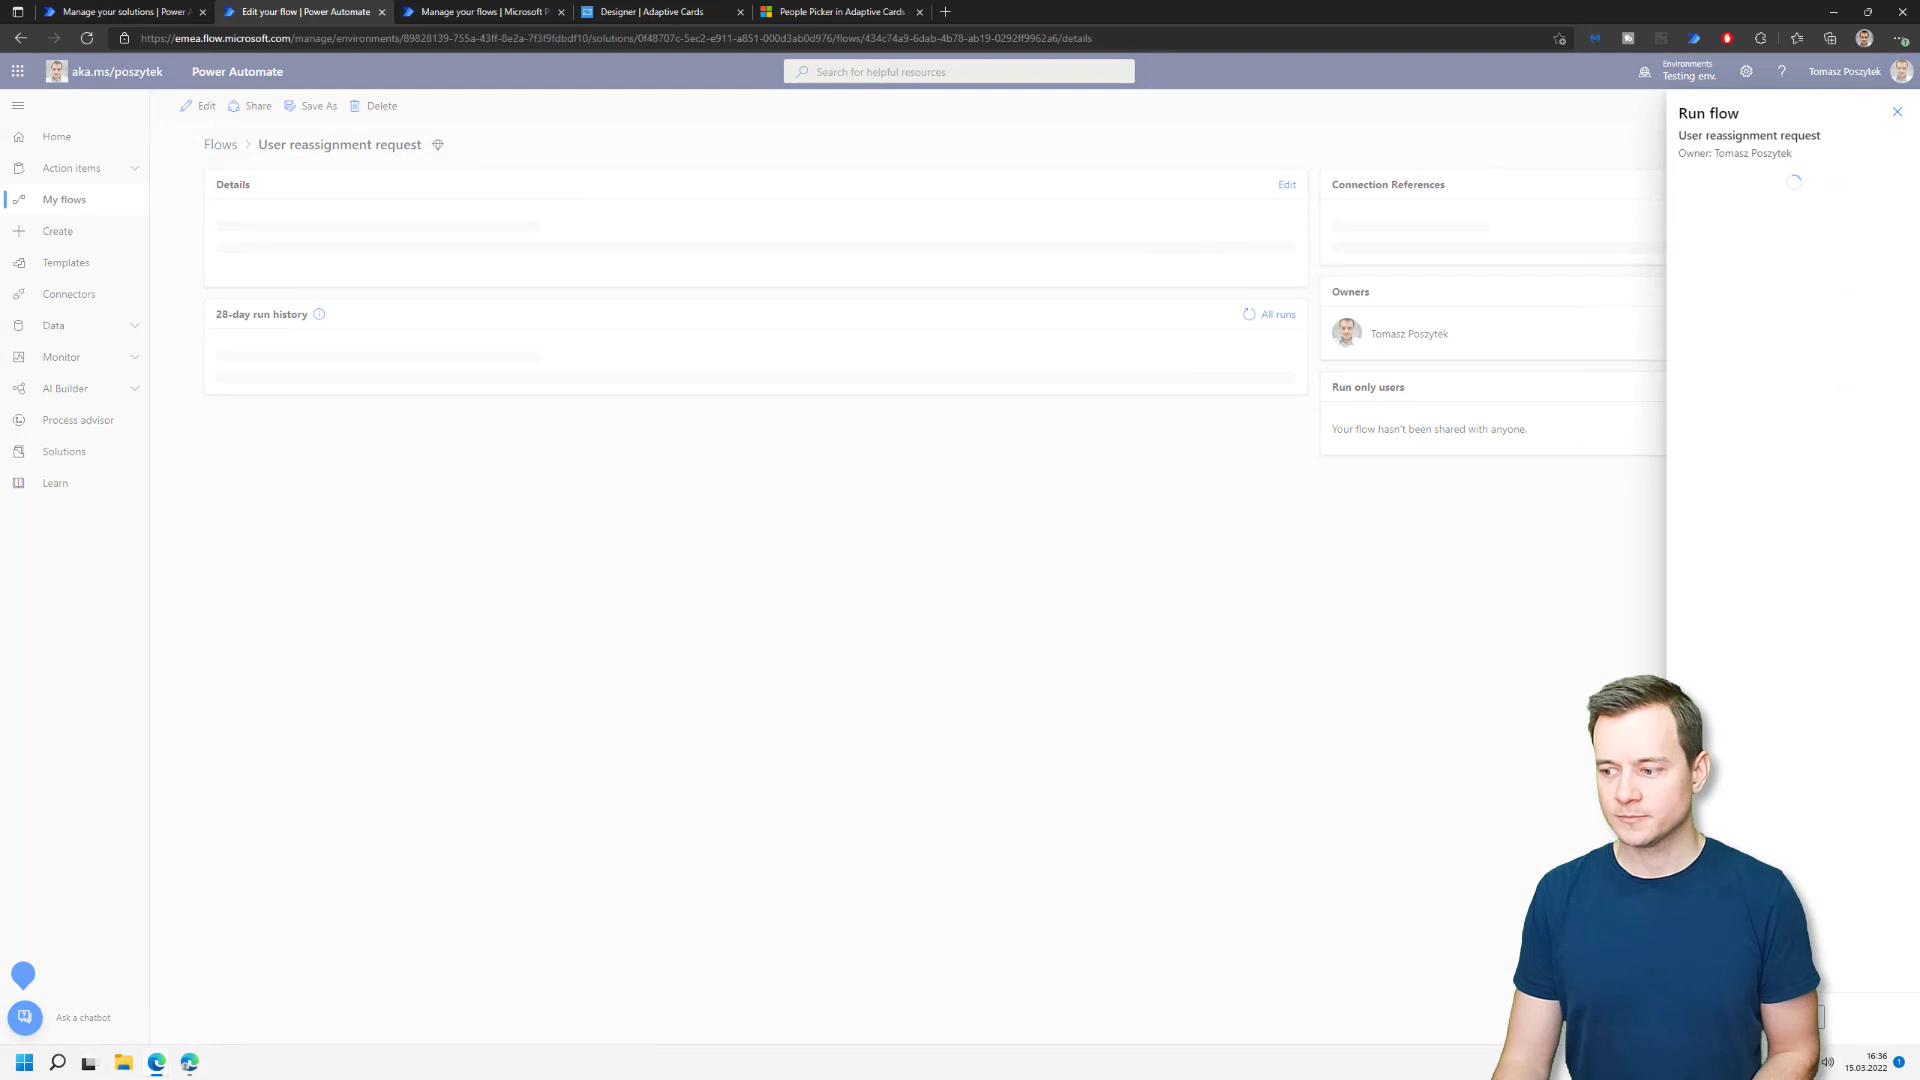 Manage your solutions | Power A
Edit your flow | Power Automate
Manage your flows | Microsoft P
Designer | Adaptive Cards
People Picker in Adaptive Cards
https://emea.flow.microsoft.com/manage/environments/89828139-755a-43ff-8e2a-7f3f9fdbdf10/solutions/0f48707c-5ec2-e911-a851-000d3ab0d976/flows/434c74a9-6dab-4b78-ab19-0292ff9962a6/details
aka.ms/poszytek
Power Automate
Search for helpful resources
Environments
Testing env.
Tomasz Poszytek
Home
Action items
My flows
Create
Templates
Connectors
Data
Monitor
AI Builder
Process advisor
Solutions
Learn
Ask a chatbot
Edit
Share
Save As
Delete
Flows > User reassignment request
Details
Edit
28-day run history
All runs
Connection References
Owners
Tomasz Poszytek
Run only users
Your flow hasn't been shared with anyone.
Run flow
User reassignment request
Owner: Tomasz Poszytek
16:36
15.03.2022
1